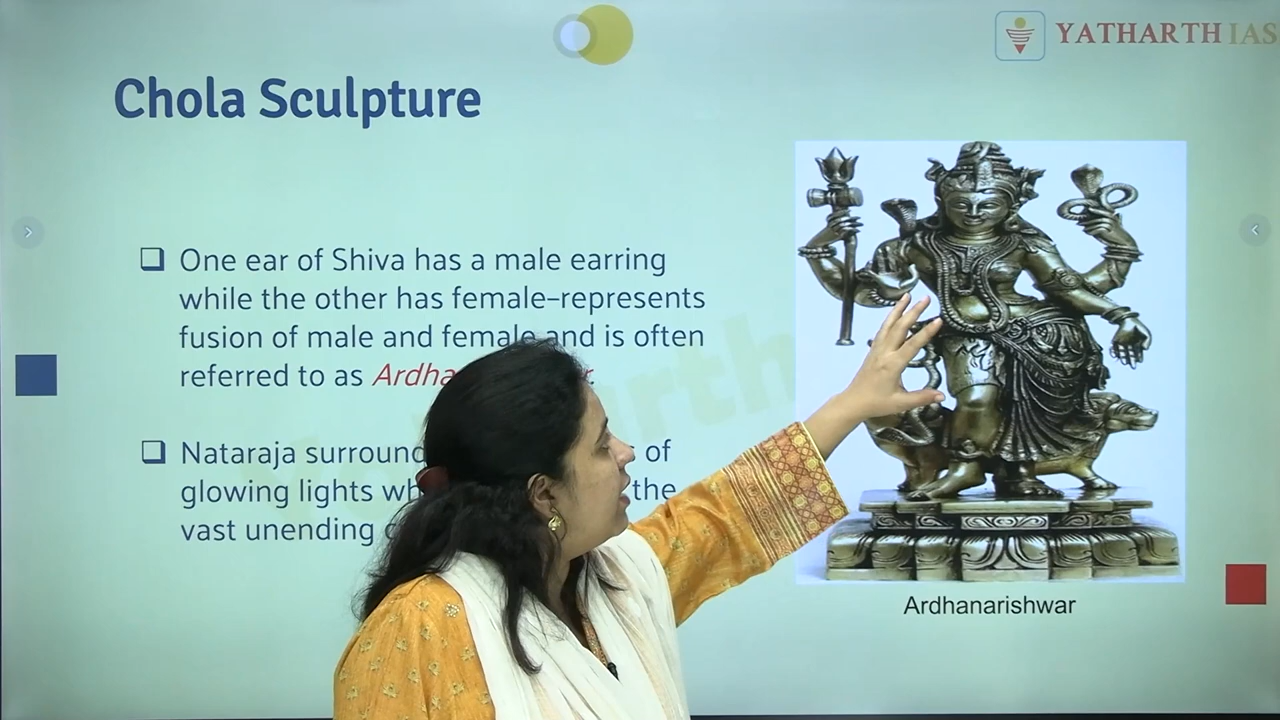 YATHARTH IAS
Chola Sculpture
One ear of Shiva has a male earring
while the other has female-represents
fusion of male and female and is often
referred to as
Nataraja of
glowing lights the
vast unending
Ardhanarishwar